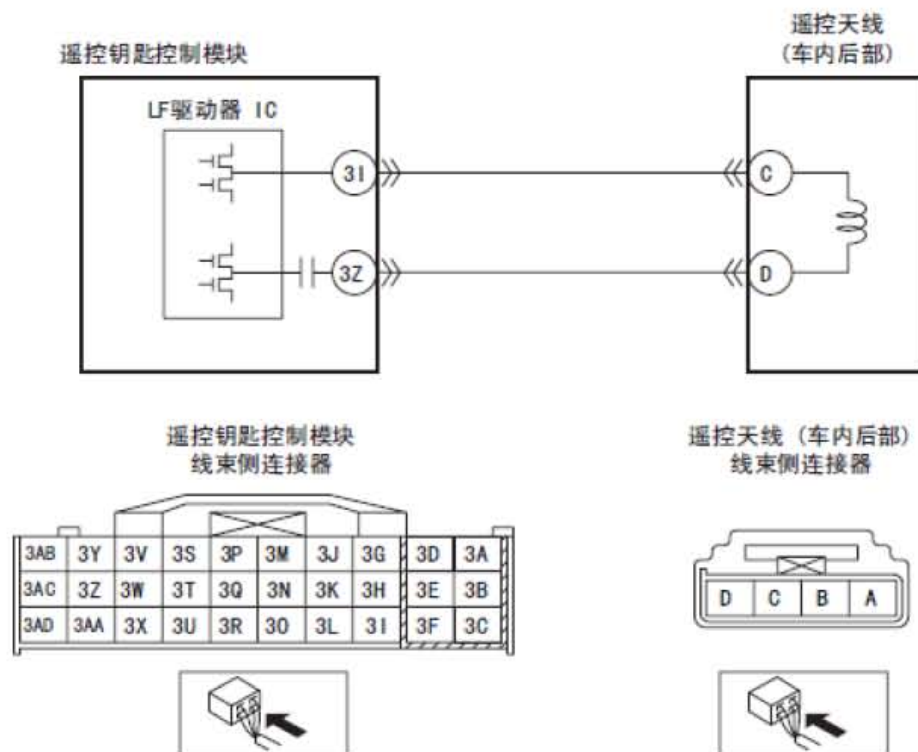 遥控钥匙控制模块
遥控天线
(车内后部)
LF驱动器 IC
3I
C
3Z
D
遥控钥匙控制模块
线束侧连接器
遥控天线 (车内后部)
线束侧连接器
3AB 3Y 3V 3S 3P 3M 3J 3G 3D 3A
3AC 3Z 3W 3T 3Q 3N 3K 3H 3E 3B
3AD 3AA 3X 3U 3R 3O 3L 3I 3F 3C
D C B A